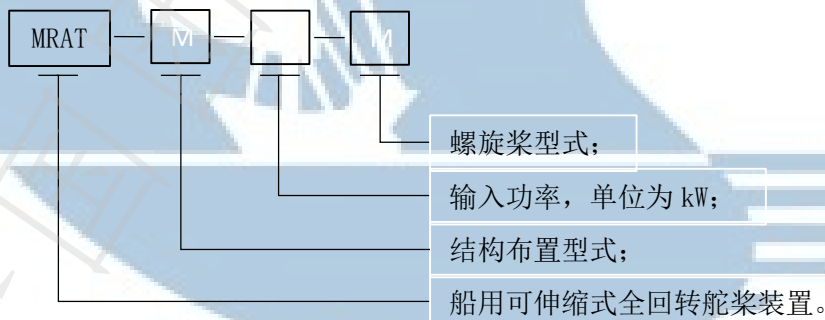 MRAT — M — — M
螺旋桨型式；
输入功率，单位为 kW；
结构布置型式；
船用可伸缩式全回转舵桨装置。